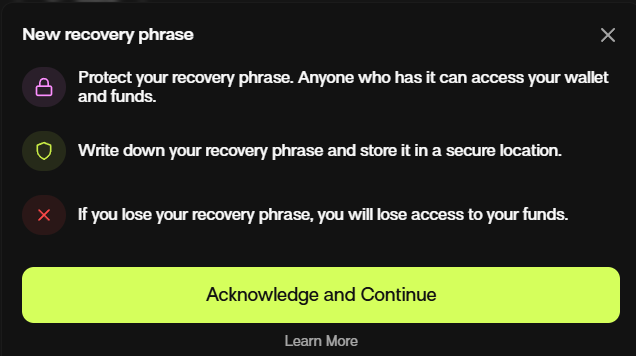 New recovery phrase
Protect your recovery phrase. Anyone who has it can access your wallet
and funds.
Write down your recovery phrase and store it in a secure location.
If you lose your recovery phrase, you will lose access to your funds.
Acknowledge and Continue
Learn More